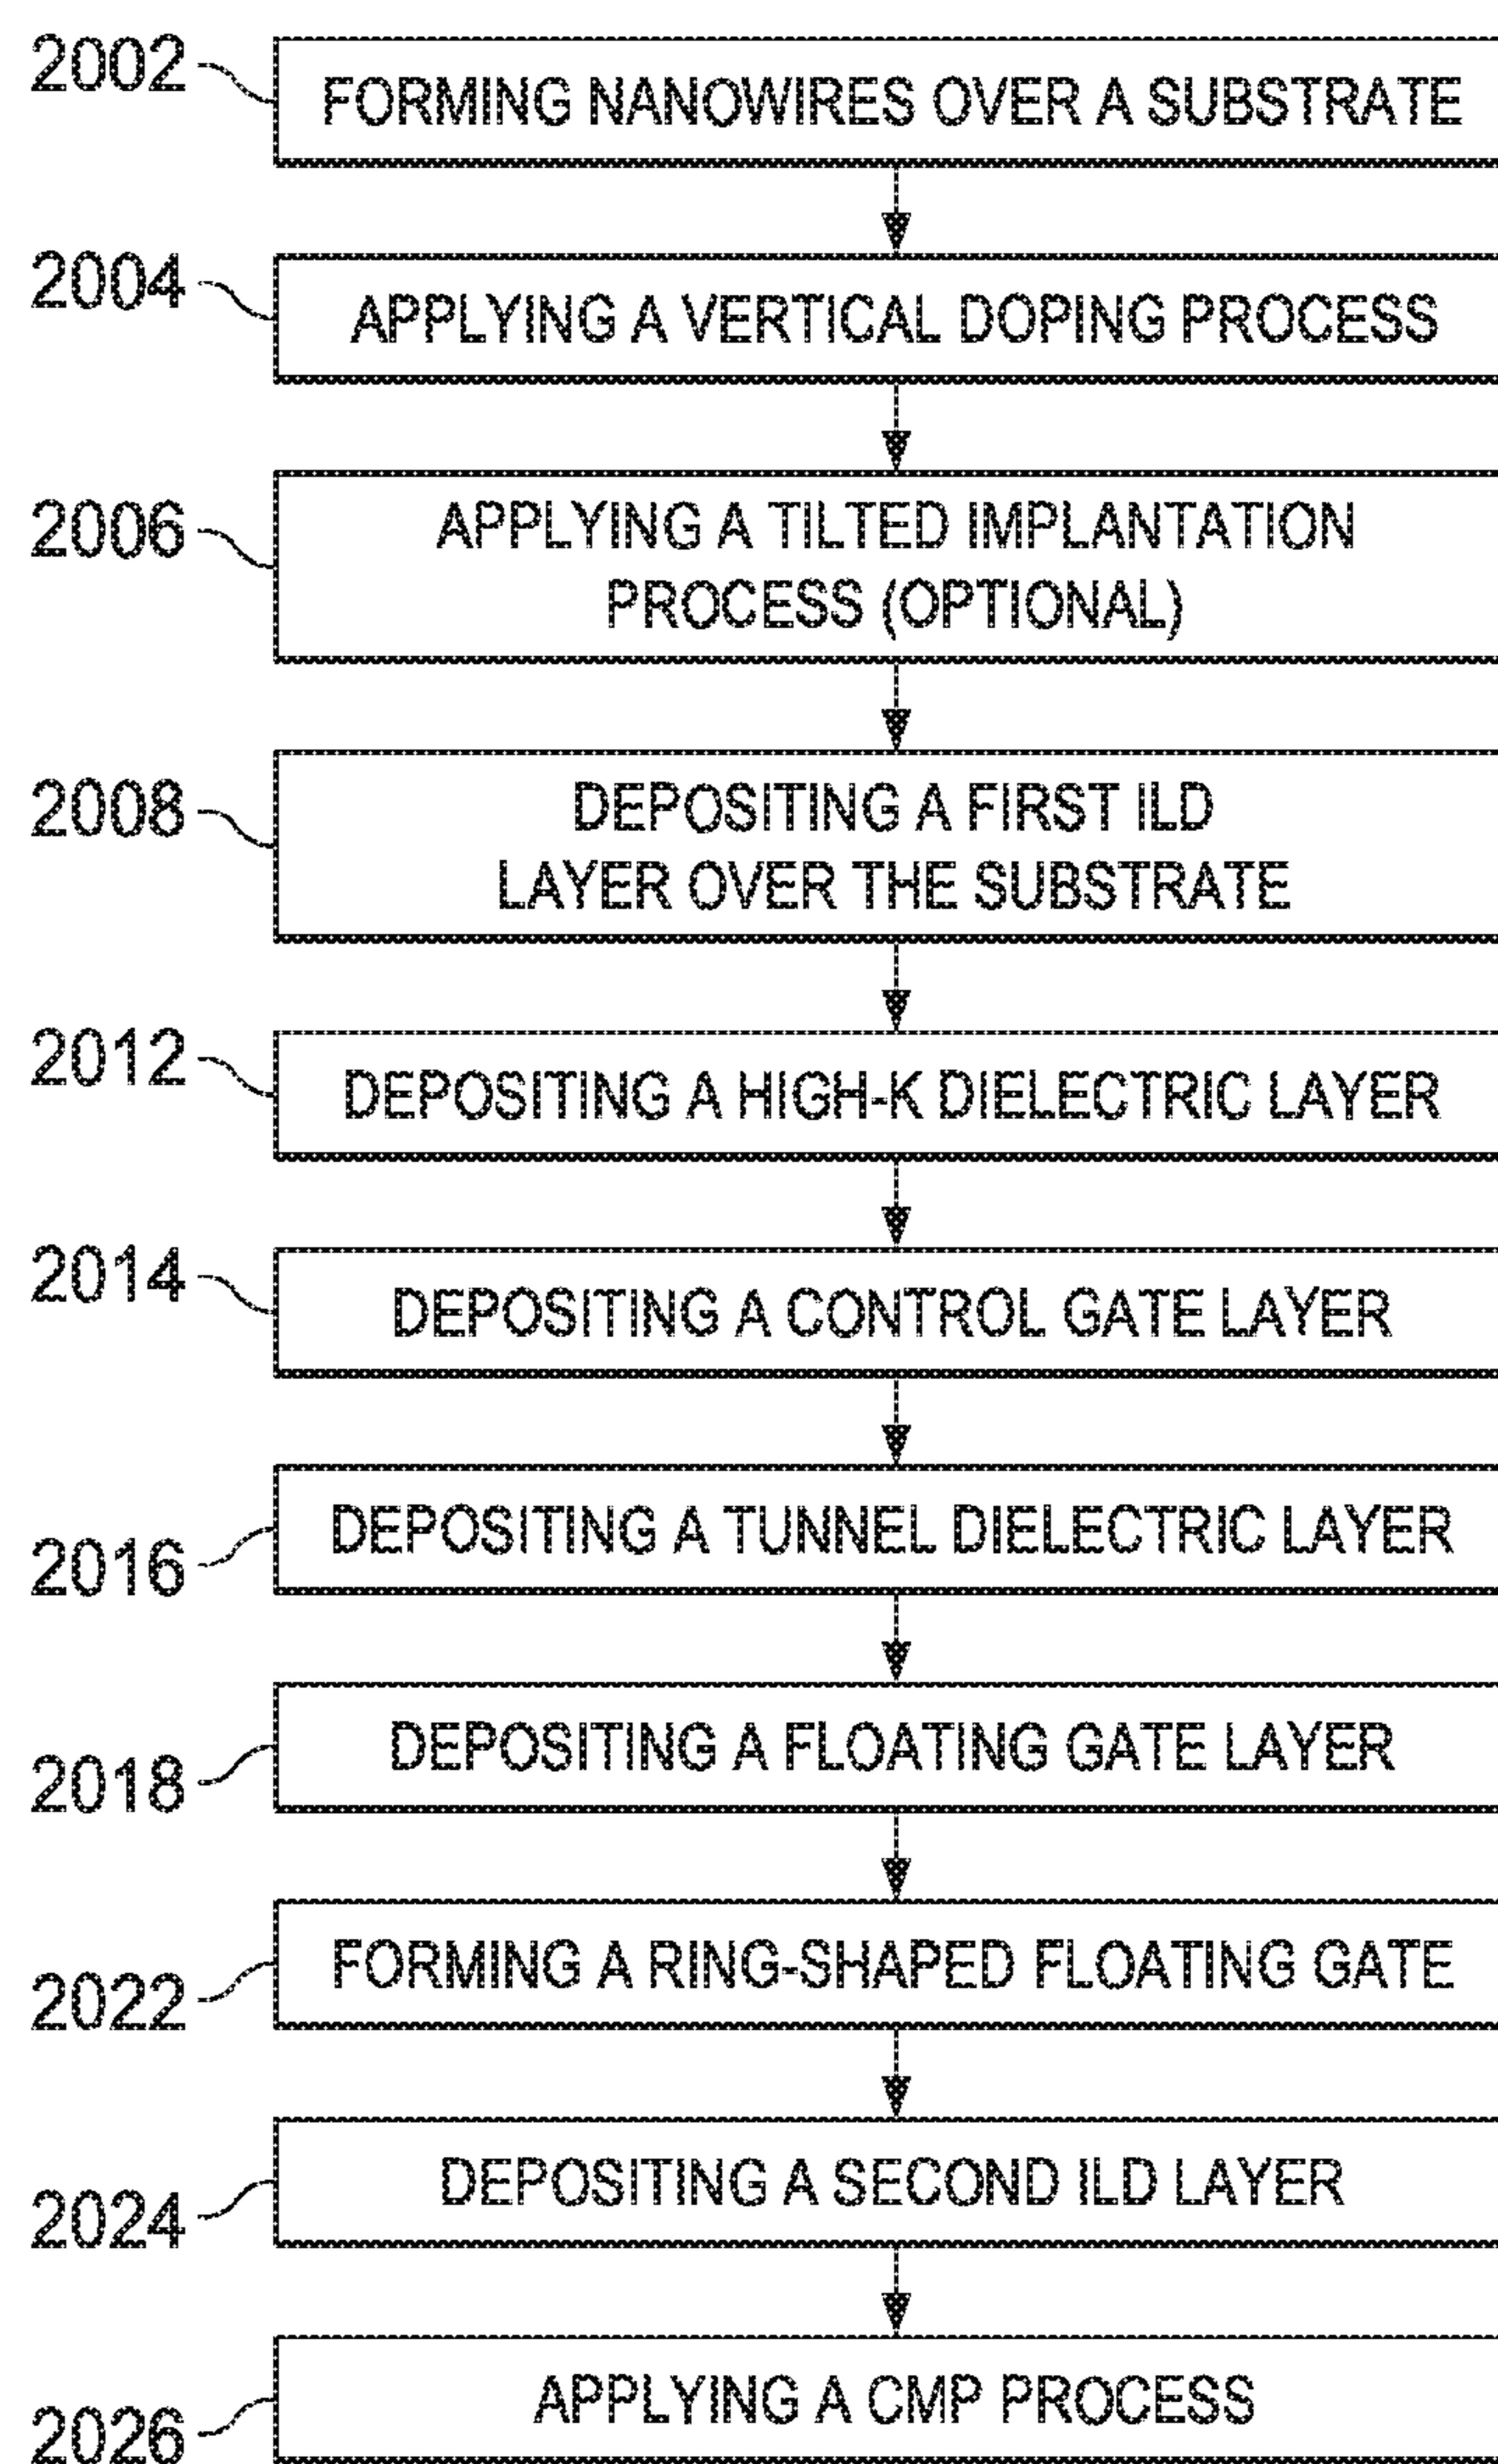 2002 FORMING NANOWIRES OVER A SUBSTRATE
2004 APPLYING A VERTICAL DOPING PROCESS
2006 APPLYING A TILTED IMPLANTATION
PROCESS (OPTIONAL)
2008 DEPOSITING A FIRST ILD
LAYER OVER THE SUBSTRATE
2012 DEPOSITING A HIGH-K DIELECTRIC LAYER
2014 DEPOSITING A CONTROL GATE LAYER
2016 DEPOSITING A TUNNEL DIELECTRIC LAYER
2018 DEPOSITING A FLOATING GATE LAYER
2022 FORMING A RING-SHAPED FLOATING GATE
2024 DEPOSITING A SECOND ILD LAYER
2026 APPLYING A CMP PROCESS